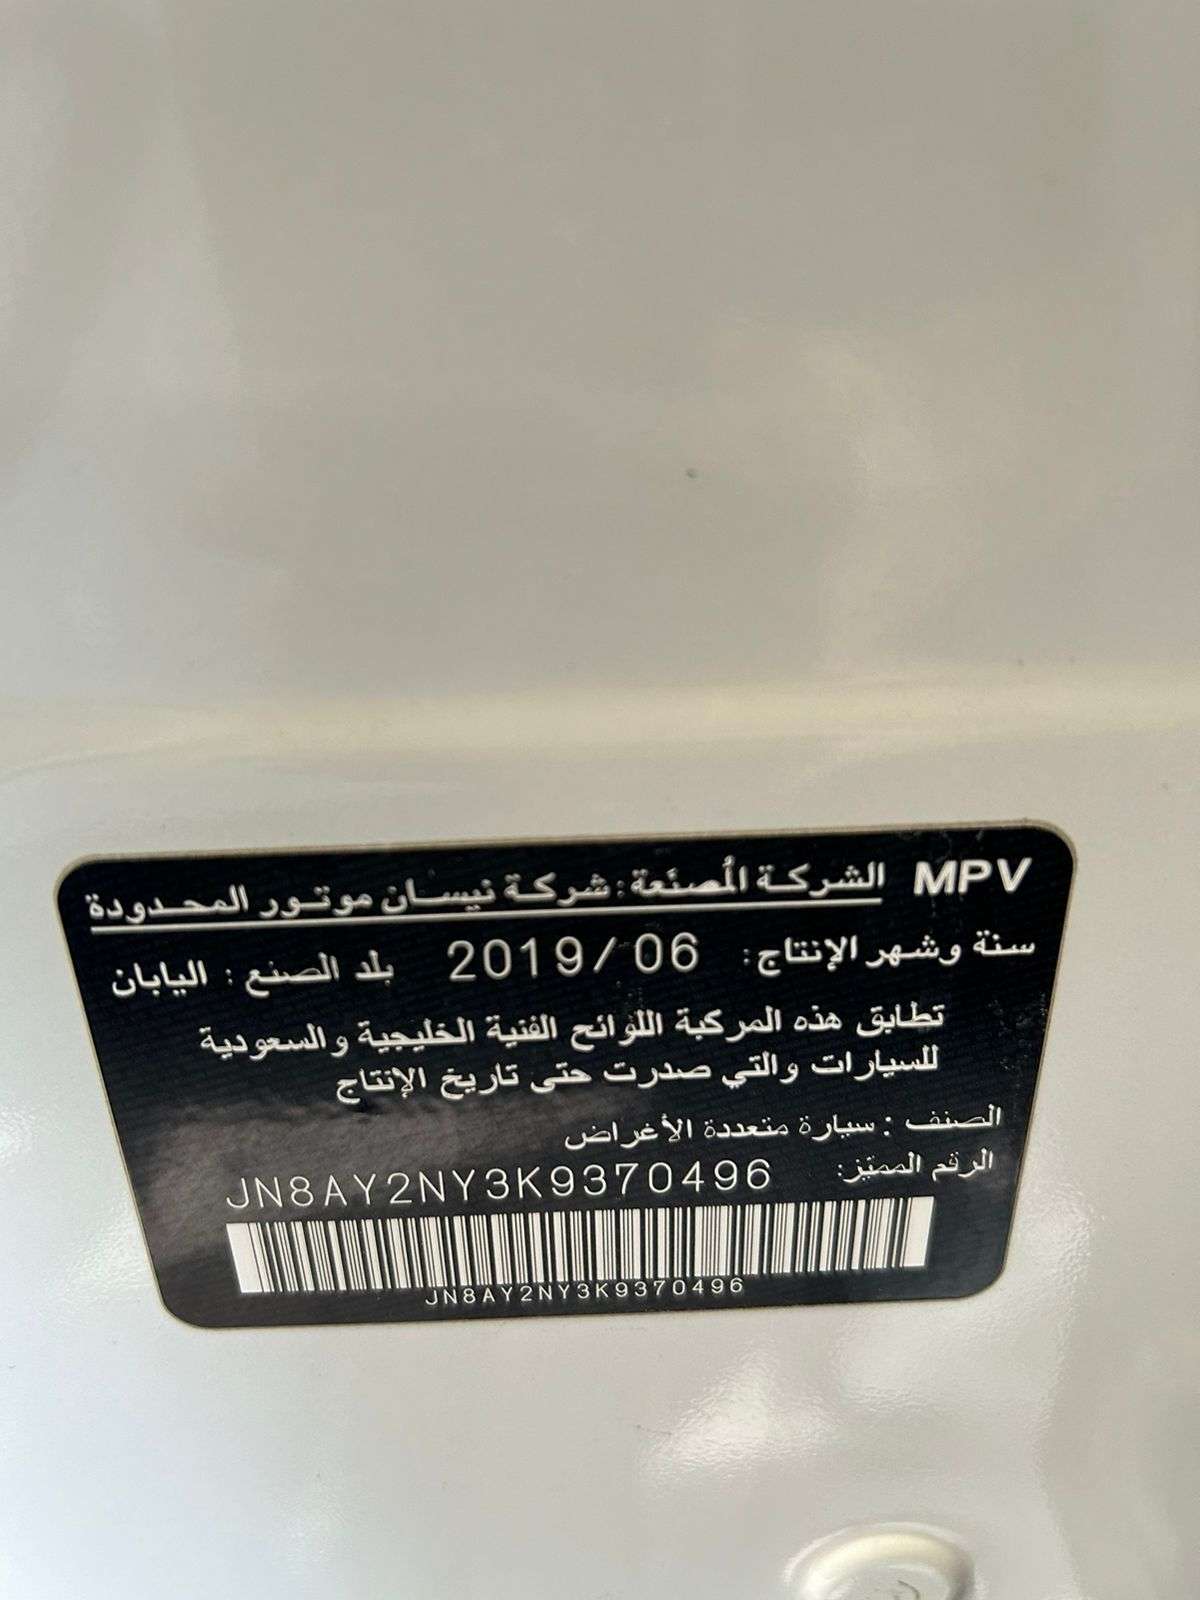 MPV الشركة المُصنّعة: شركة نيسان موتور المحدودة
سنة وشهر الإنتاج: 2019/06 بلد الصنع: اليابان
تطابق هذه المركبة اللوائح الفنية الخليجية والسعودية
للسيارات والتي صدرت حتى تاريخ الإنتاج
الصنف: سيارة متعددة الأغراض
الرقم المميّز: JN8AY2NY3K9370496
JN8AY2NY3K9370496